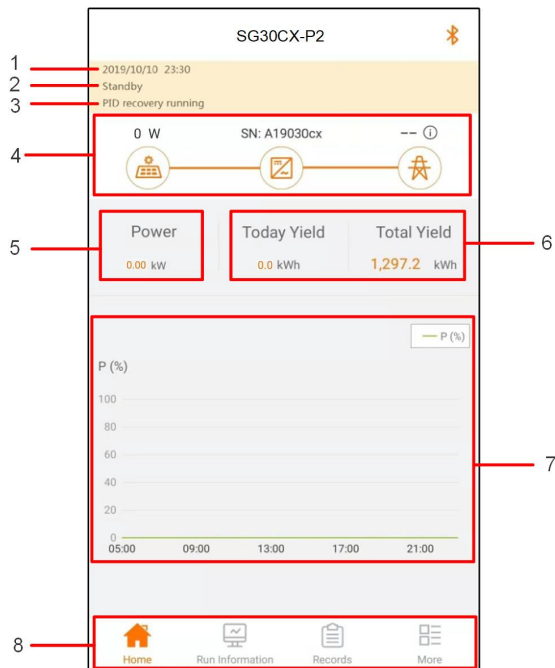 SG30CX-P2
1
2019/10/10 23:30
2
Standby
3
PID recovery running
4
0 W SN: A19030cx --
5
Power Today Yield Total Yield
6
0.00 kW 0.0 kWh 1,297.2 kWh
P (%)
P (%)
100
80
60
7
40
20
0
05:00 09:00 13:00 17:00 21:00
8
Home Run Information Records More